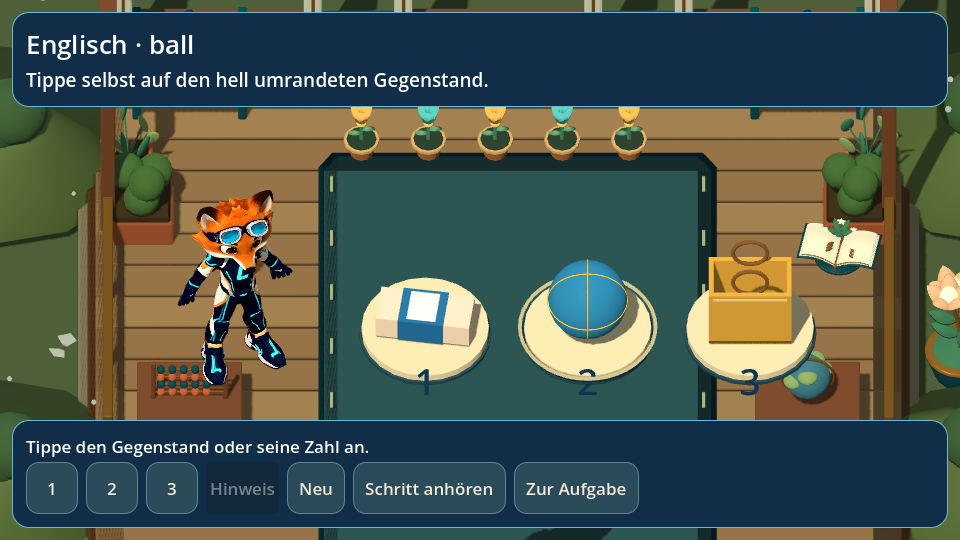 Englisch · ball
Tippe selbst auf den hell umrandeten Gegenstand.
1
2
3
Tippe den Gegenstand oder seine Zahl an.
1
2
3
Hinweis
Neu
Schritt anhören
Zur Aufgabe